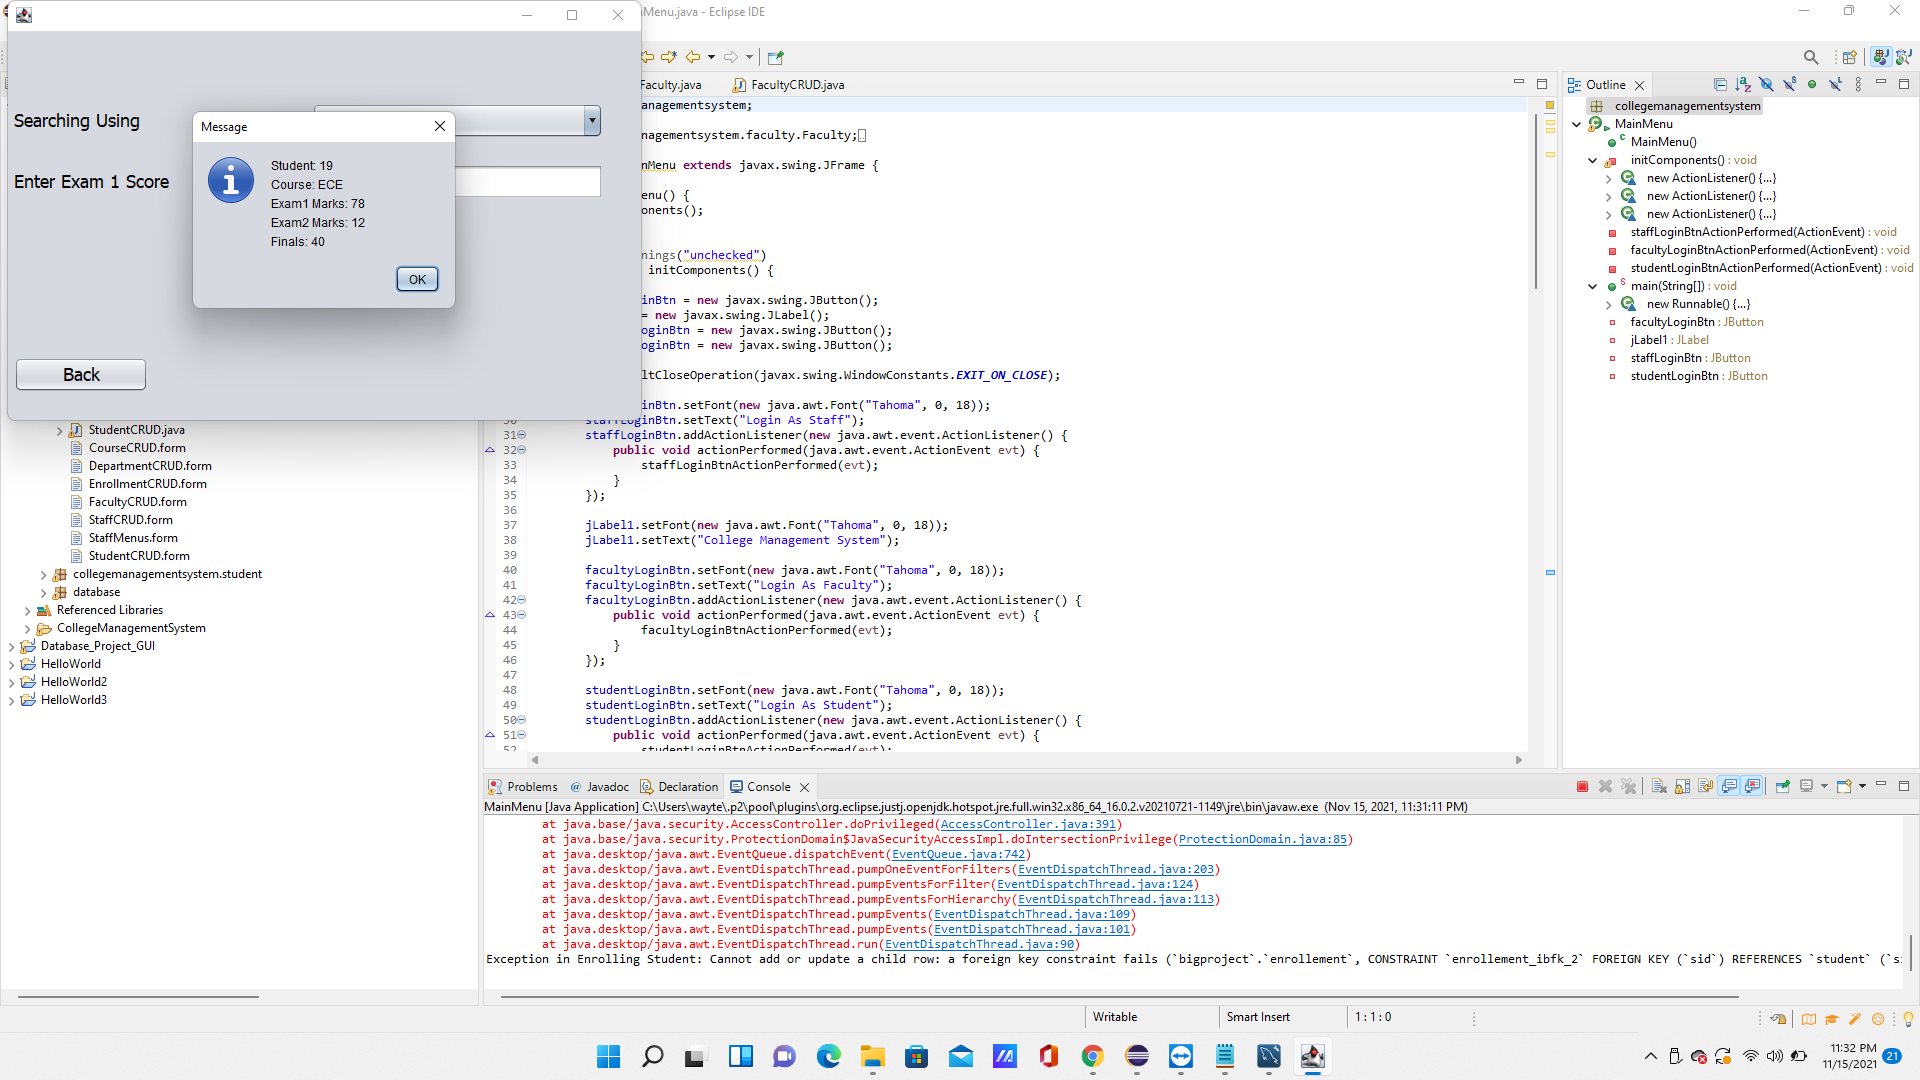 Menu.java - Eclipse IDE
Searching Using
Enter Exam 1 Score
Back
Message
Student: 19
Course: ECE
Exam1 Marks: 78
Exam2 Marks: 12
Finals: 40
OK
StudentCRUD.java
CourseCRUD.form
DepartmentCRUD.form
EnrollmentCRUD.form
FacultyCRUD.form
StaffCRUD.form
StaffMenus.form
StudentCRUD.form
collegemanagementsystem.student
database
Referenced Libraries
CollegeManagementSystem
Database_Project_GUI
HelloWorld
HelloWorld2
HelloWorld3
Faculty.java
FacultyCRUD.java
anagementsystem;
nagementsystem.faculty.Faculty;
nMenu extends javax.swing.JFrame {
enu() {
onents();
nings("unchecked")
initComponents() {
inBtn = new javax.swing.JButton();
= new javax.swing.JLabel();
oginBtn = new javax.swing.JButton();
oginBtn = new javax.swing.JButton();
ltCloseOperation(javax.swing.WindowConstants.EXIT_ON_CLOSE);
inBtn.setFont(new java.awt.Font("Tahoma", 0, 18));
30 staffLoginBtn.setText("Login As Staff");
31 staffLoginBtn.addActionListener(new java.awt.event.ActionListener() {
32 public void actionPerformed(java.awt.event.ActionEvent evt) {
33 staffLoginBtnActionPerformed(evt);
34 }
35 });
36
37 jLabel1.setFont(new java.awt.Font("Tahoma", 0, 18));
38 jLabel1.setText("College Management System");
39
40 facultyLoginBtn.setFont(new java.awt.Font("Tahoma", 0, 18));
41 facultyLoginBtn.setText("Login As Faculty");
42 facultyLoginBtn.addActionListener(new java.awt.event.ActionListener() {
43 public void actionPerformed(java.awt.event.ActionEvent evt) {
44 facultyLoginBtnActionPerformed(evt);
45 }
46 });
47
48 studentLoginBtn.setFont(new java.awt.Font("Tahoma", 0, 18));
49 studentLoginBtn.setText("Login As Student");
50 studentLoginBtn.addActionListener(new java.awt.event.ActionListener() {
51 public void actionPerformed(java.awt.event.ActionEvent evt) {
52 studentLoginBtnActionPerformed(evt);
Outline
collegemanagementsystem
MainMenu
MainMenu()
initComponents() : void
new ActionListener() {...}
new ActionListener() {...}
new ActionListener() {...}
staffLoginBtnActionPerformed(ActionEvent) : void
facultyLoginBtnActionPerformed(ActionEvent) : void
studentLoginBtnActionPerformed(ActionEvent) : void
main(String[]) : void
new Runnable() {...}
facultyLoginBtn : JButton
jLabel1 : JLabel
staffLoginBtn : JButton
studentLoginBtn : JButton
Problems @ Javadoc Declaration Console
MainMenu [Java Application] C:\Users\wayte\.p2\pool\plugins\org.eclipse.justj.openjdk.hotspot.jre.full.win32.x86_64_16.0.2.v20210721-1149\jre\bin\javaw.exe (Nov 15, 2021, 11:31:11 PM)
at java.base/java.security.AccessController.doPrivileged(AccessController.java:391)
at java.base/java.security.ProtectionDomain$JavaSecurityAccessImpl.doIntersectionPrivilege(ProtectionDomain.java:85)
at java.desktop/java.awt.EventQueue.dispatchEvent(EventQueue.java:742)
at java.desktop/java.awt.EventDispatchThread.pumpOneEventForFilters(EventDispatchThread.java:203)
at java.desktop/java.awt.EventDispatchThread.pumpEventsForFilter(EventDispatchThread.java:124)
at java.desktop/java.awt.EventDispatchThread.pumpEventsForHierarchy(EventDispatchThread.java:113)
at java.desktop/java.awt.EventDispatchThread.pumpEvents(EventDispatchThread.java:109)
at java.desktop/java.awt.EventDispatchThread.pumpEvents(EventDispatchThread.java:101)
at java.desktop/java.awt.EventDispatchThread.run(EventDispatchThread.java:90)
Exception in Enrolling Student: Cannot add or update a child row: a foreign key constraint fails (`bigproject`.`enrollement`, CONSTRAINT `enrollement_ibfk_2` FOREIGN KEY (`sid`) REFERENCES `student` (`s
Writable
Smart Insert
1 : 1 : 0
11:32 PM
11/15/2021
21